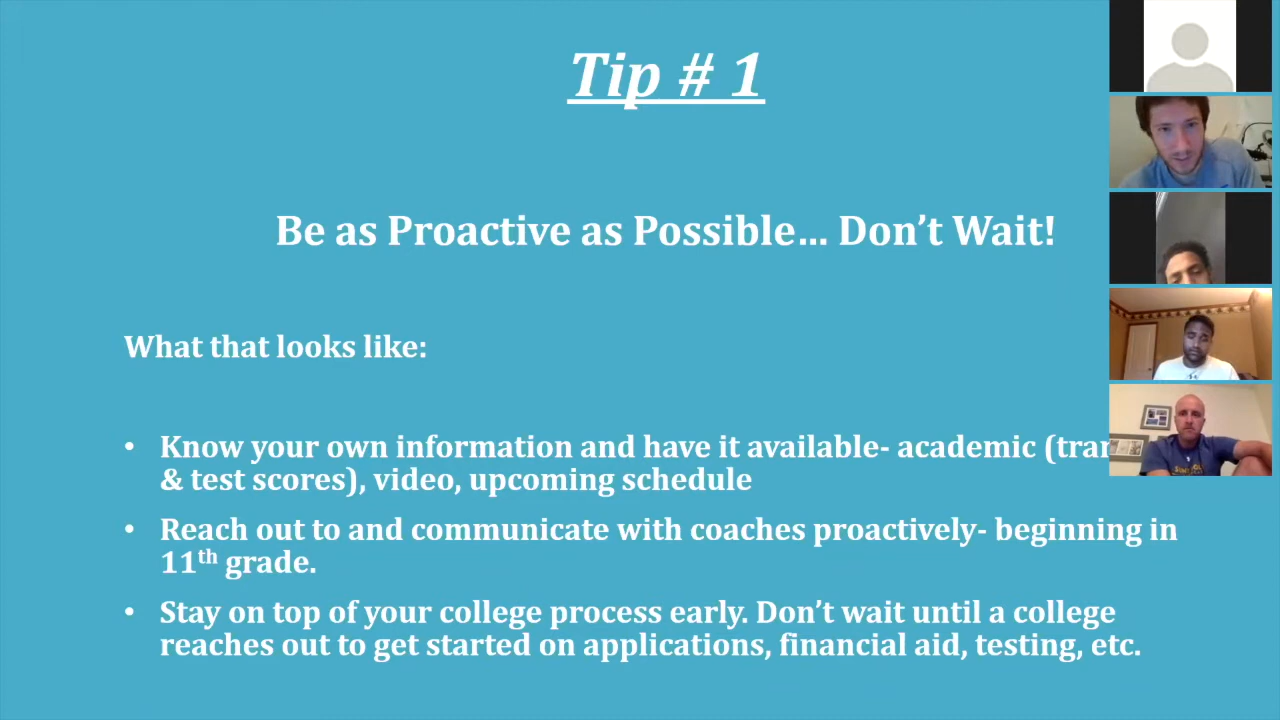 Tip # 1
Be as Proactive as Possible... Don't Wait!
What that looks like:
• Know your own information and have it available- academic (tran
& test scores), video, upcoming schedule
• Reach out to and communicate with coaches proactively- beginning in
11th grade.
• Stay on top of your college process early. Don't wait until a college
reaches out to get started on applications, financial aid, testing, etc.